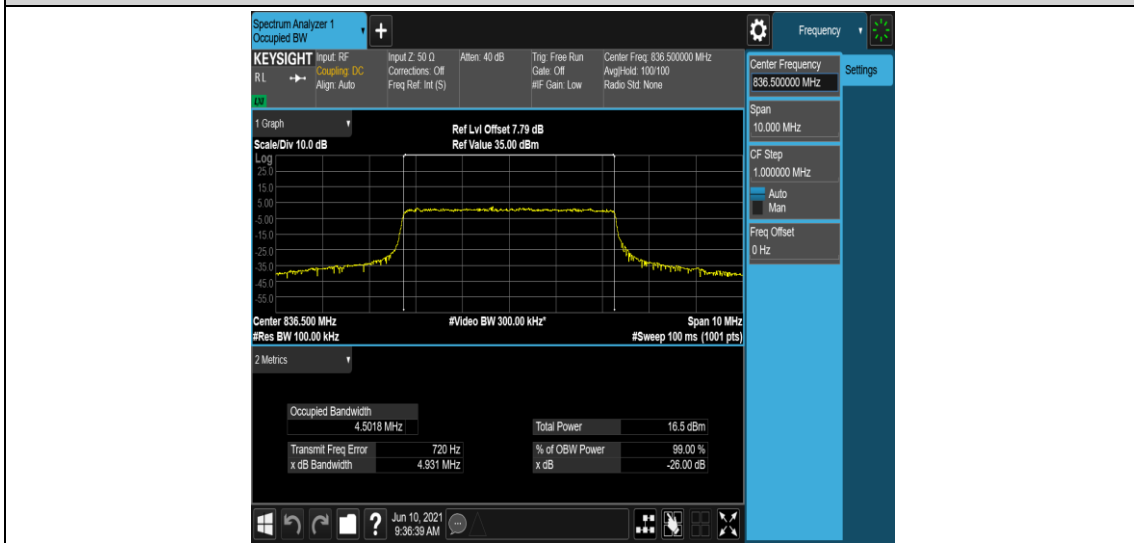 Spectrum Analyzer 1
Occupied BW
Frequency
KEYSIGHT
RL
Input: RF
Coupling: DC
Align: Auto
Input Z: 50 Ω
Corrections: Off
Freq Ref: Int (S)
Atten: 40 dB
Trig: Free Run
Gate: Off
#IF Gain: Low
Center Freq: 836.500000 MHz
Avg|Hold: 100/100
Radio Std: None
Center Frequency
836.500000 MHz
Settings
Span
10.000 MHz
CF Step
1.000000 MHz
Auto
Man
Freq Offset
0 Hz
1 Graph
Ref Lvl Offset 7.79 dB
Scale/Div 10.0 dB
Ref Value 35.00 dBm
Log
25.0
15.0
5.00
-5.00
-15.0
-25.0
-35.0
-45.0
-55.0
Center 836.500 MHz
#Video BW 300.00 kHz*
Span 10 MHz
#Res BW 100.00 kHz
#Sweep 100 ms (1001 pts)
2 Metrics
Occupied Bandwidth
4.5018 MHz
Total Power 16.5 dBm
Transmit Freq Error 720 Hz
% of OBW Power 99.00 %
x dB Bandwidth 4.931 MHz
x dB -26.00 dB
Jun 10, 2021
9:36:39 AM